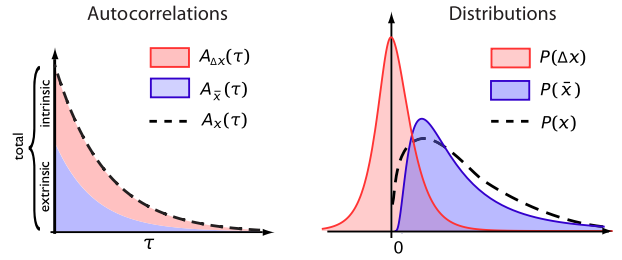 Autocorrelations
A_{Δx}(τ)
A_{x̄}(τ)
A_x(τ)
total
intrinsic
extrinsic
τ
Distributions
P(Δx)
P(x̄)
P(x)
0